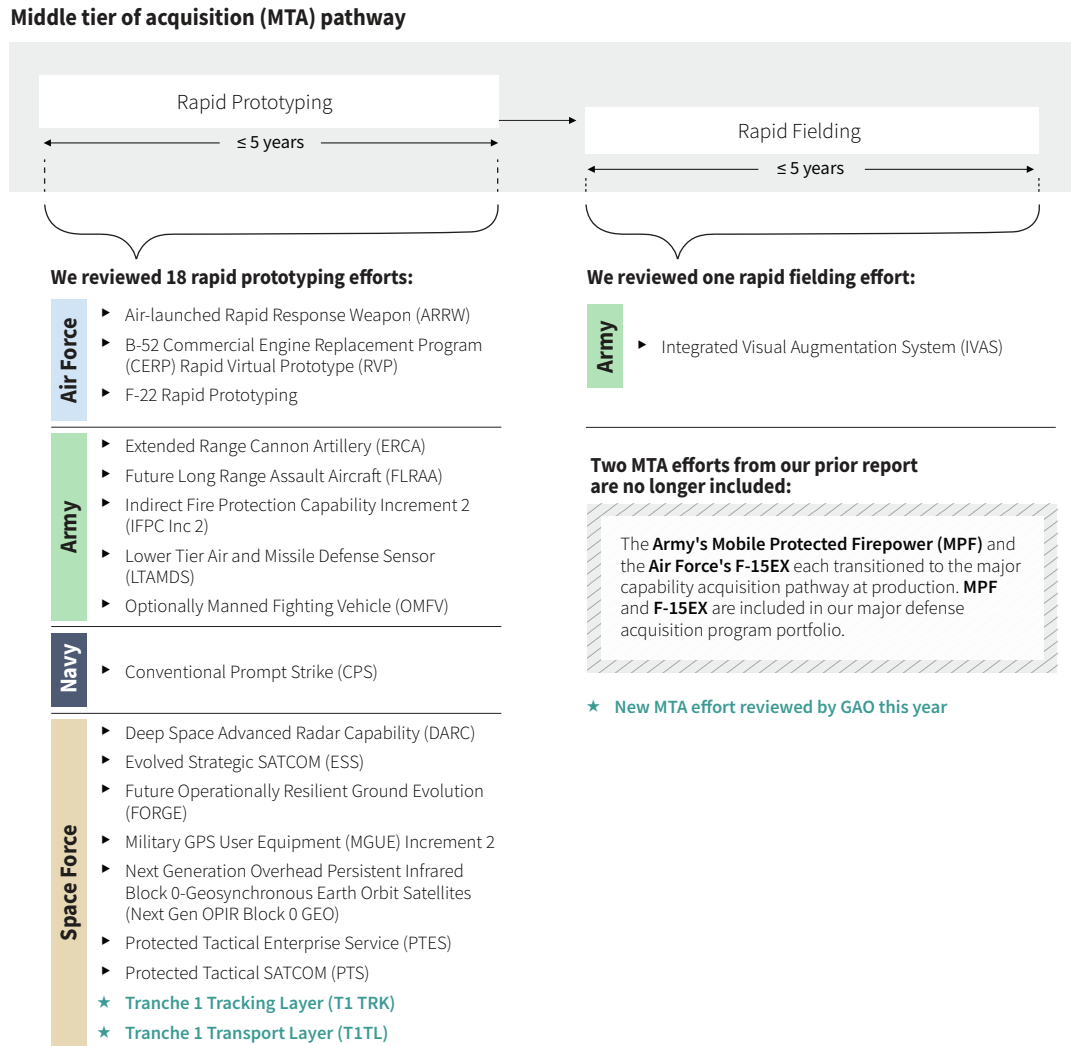 Middle tier of acquisition (MTA) pathway
Rapid Prototyping
≤ 5 years
Rapid Fielding
≤ 5 years
We reviewed 18 rapid prototyping efforts:
Air Force
Air-launched Rapid Response Weapon (ARRW)
B-52 Commercial Engine Replacement Program
(CERP) Rapid Virtual Prototype (RVP)
F-22 Rapid Prototyping
Army
Extended Range Cannon Artillery (ERCA)
Future Long Range Assault Aircraft (FLRAA)
Indirect Fire Protection Capability Increment 2
(IFPC Inc 2)
Lower Tier Air and Missile Defense Sensor
(LTAMDS)
Optionally Manned Fighting Vehicle (OMFV)
Navy
Conventional Prompt Strike (CPS)
Space Force
Deep Space Advanced Radar Capability (DARC)
Evolved Strategic SATCOM (ESS)
Future Operationally Resilient Ground Evolution
(FORGE)
Military GPS User Equipment (MGUE) Increment 2
Next Generation Overhead Persistent Infrared
Block 0-Geosynchronous Earth Orbit Satellites
(Next Gen OPIR Block 0 GEO)
Protected Tactical Enterprise Service (PTES)
Protected Tactical SATCOM (PTS)
★ Tranche 1 Tracking Layer (T1 TRK)
★ Tranche 1 Transport Layer (T1TL)
We reviewed one rapid fielding effort:
Army
Integrated Visual Augmentation System (IVAS)
Two MTA efforts from our prior report
are no longer included:
The Army's Mobile Protected Firepower (MPF) and
the Air Force's F-15EX each transitioned to the major
capability acquisition pathway at production. MPF
and F-15EX are included in our major defense
acquisition program portfolio.
★ New MTA effort reviewed by GAO this year